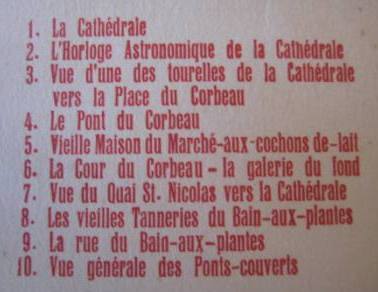 1. La Cathédrale
2. L'Horloge Astronomique de la Cathédrale
3. Vue d'une des tourelles de la Cathédrale
vers la Place du Corbeau
4. Le Pont du Corbeau
5. Vieille Maison du Marché-aux-cochons de-lait
6. La Cour du Corbeau - la galerie du fond
7. Vue du Quai St. Nicolas vers la Cathédrale
8. Les vieilles Tanneries du Bain-aux-plantes
9. La rue du Bain-aux-plantes
10. Vue générale des Ponts-couverts